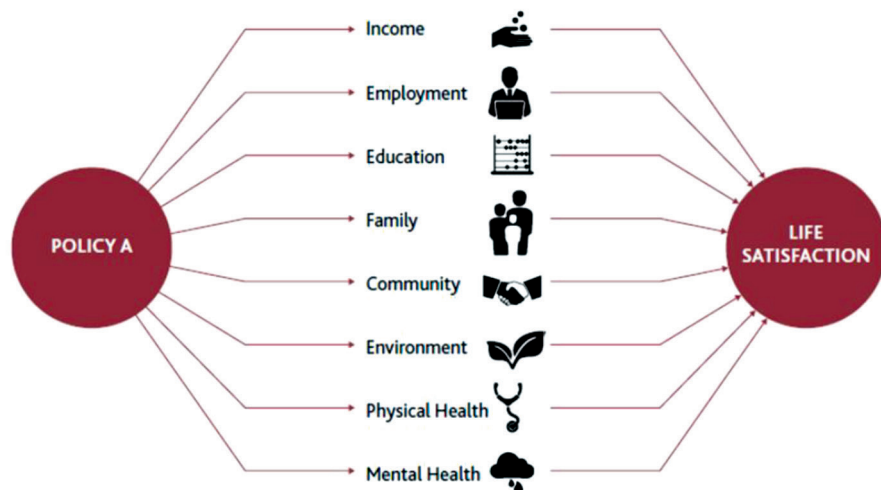 Income
Employment
Education
Family
POLICY A
LIFE
SATISFACTION
Community
Environment
Physical Health
Mental Health